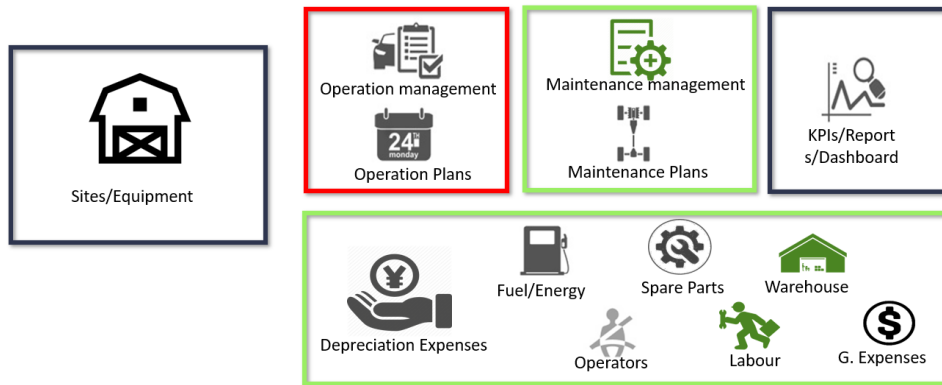 Sites/Equipment
Operation management
24TH
monday
Operation Plans
Maintenance management
Maintenance Plans
KPIs/Report
s/Dashboard
¥
Depreciation Expenses
Fuel/Energy
Spare Parts
Warehouse
Operators
Labour
$
G. Expenses